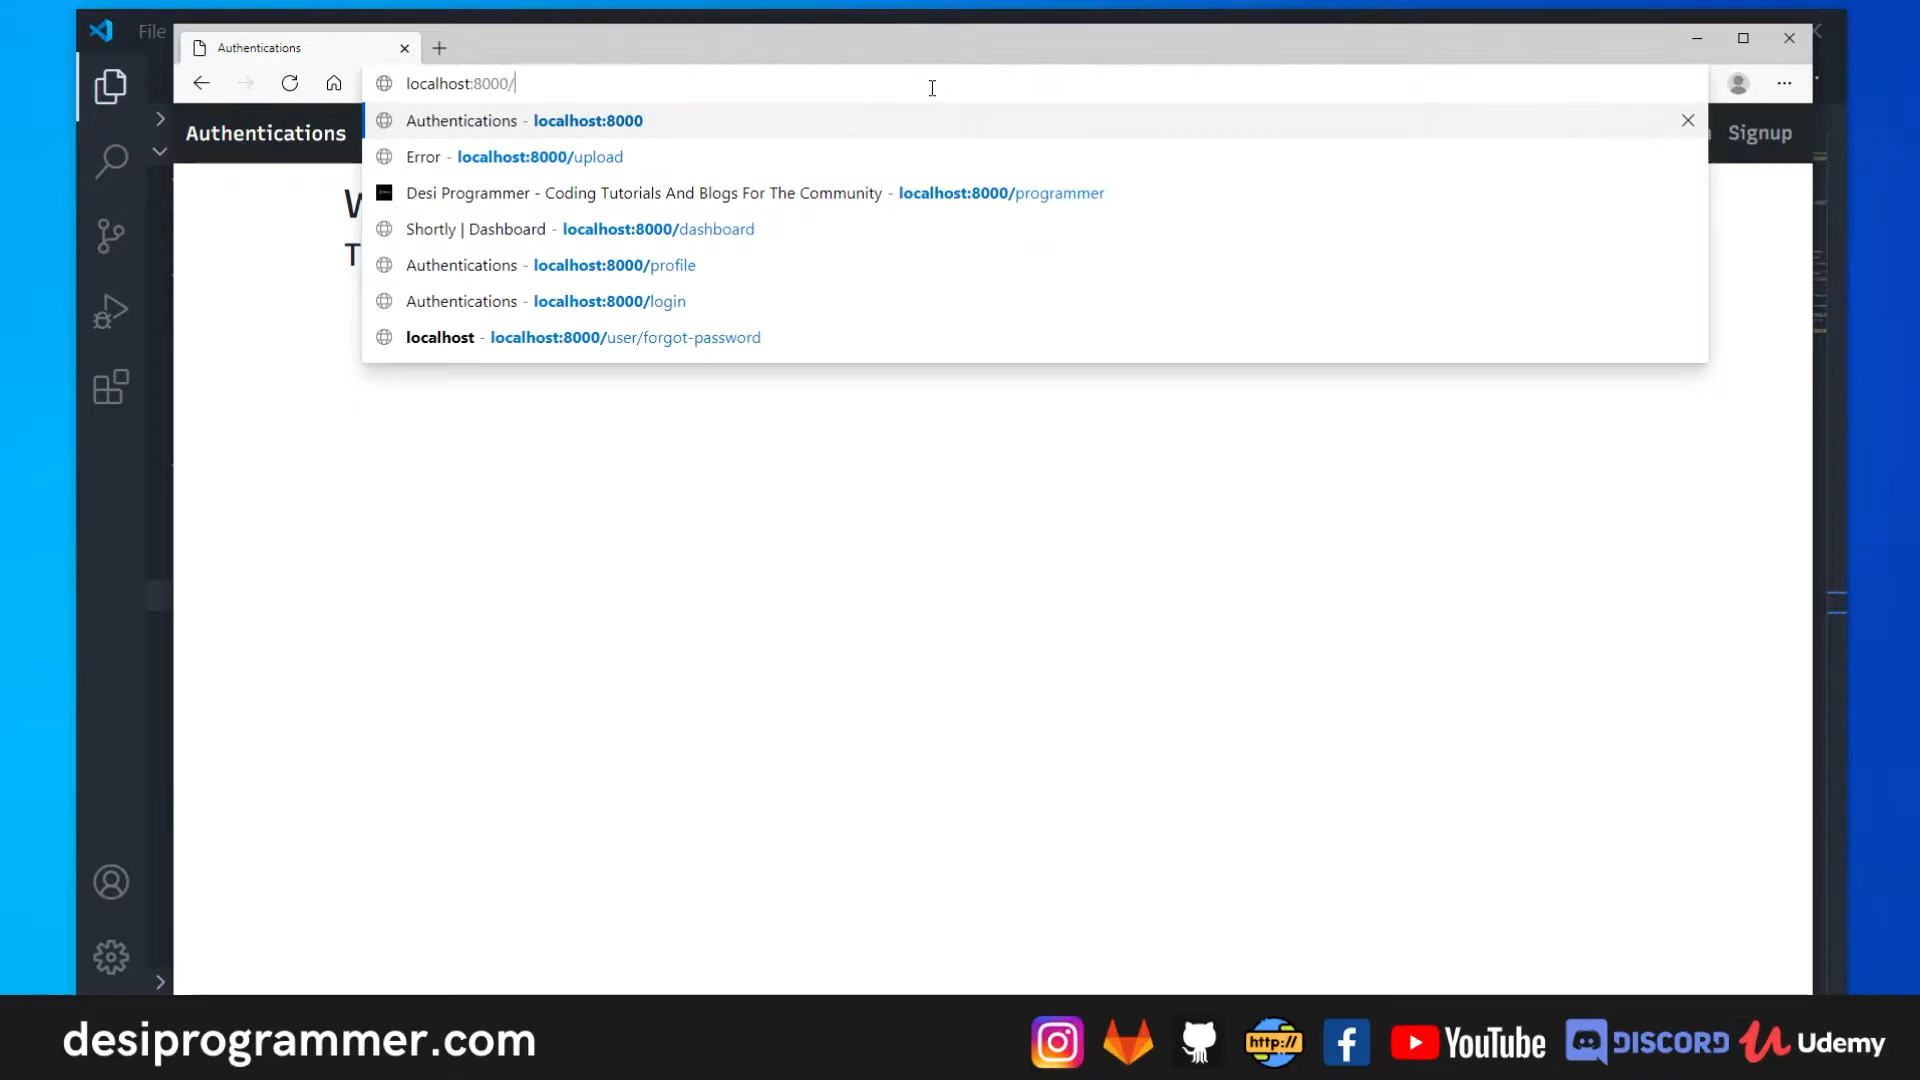 File
Authentications
localhost:8000/
Authentications Signup
Authentications - localhost:8000
Error - localhost:8000/upload
Desi Programmer - Coding Tutorials And Blogs For The Community - localhost:8000/programmer
Shortly | Dashboard - localhost:8000/dashboard
Authentications - localhost:8000/profile
Authentications - localhost:8000/login
localhost - localhost:8000/user/forgot-password
desiprogrammer.com
http://
YouTube
DISCORD
Udemy